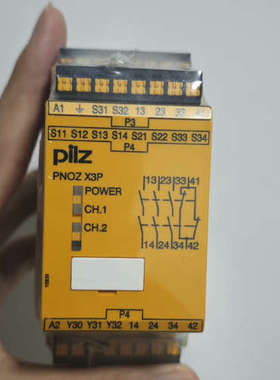 A1 ⏚ S31 S32 13 23 33 41
P3
S11 S12 S13 S14 S21 S22 S33 S34
P4
pilz
PNOZ X3P
POWER
CH.1
CH.2
13 23 33 41
14 24 34 42
P4
A2 Y30 Y31 Y32 14 24 34 42